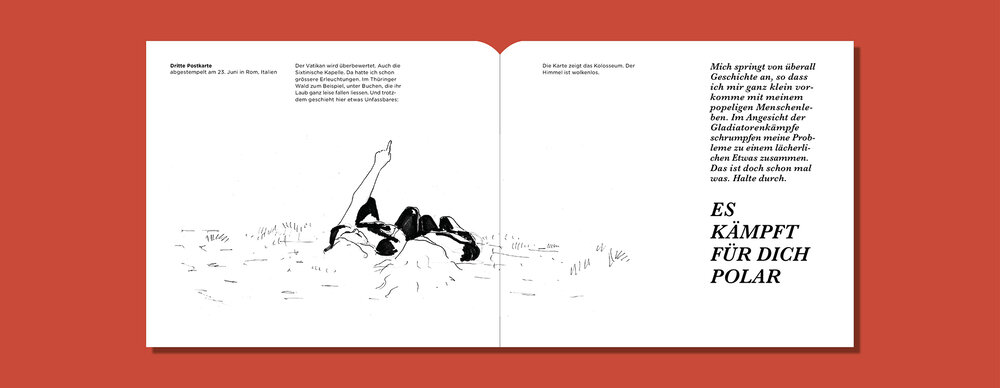 Dritte Postkarte
abgestempelt am 23. Juni in Rom, Italien
Der Vatikan wird überbewertet. Auch die
Sixtinische Kapelle. Da hatte ich schon
grössere Erleuchtungen. Im Thüringer
Wald zum Beispiel, unter Buchen, die ihr
Laub ganz leise fallen liessen. Und trotz-
dem geschieht hier etwas Unfassbares:
Die Karte zeigt das Kolosseum. Der
Himmel ist wolkenlos.
Mich springt von überall
Geschichte an, so dass
ich mir ganz klein vor-
komme mit meinem
popeligen Menschenle-
ben. Im Angesicht der
Gladiatorenkämpfe
schrumpfen meine Prob-
leme zu einem lächerli-
chen Etwas zusammen.
Das ist doch schon mal
was. Halte durch.
ES
KÄMPFT
FÜR DICH
POLAR